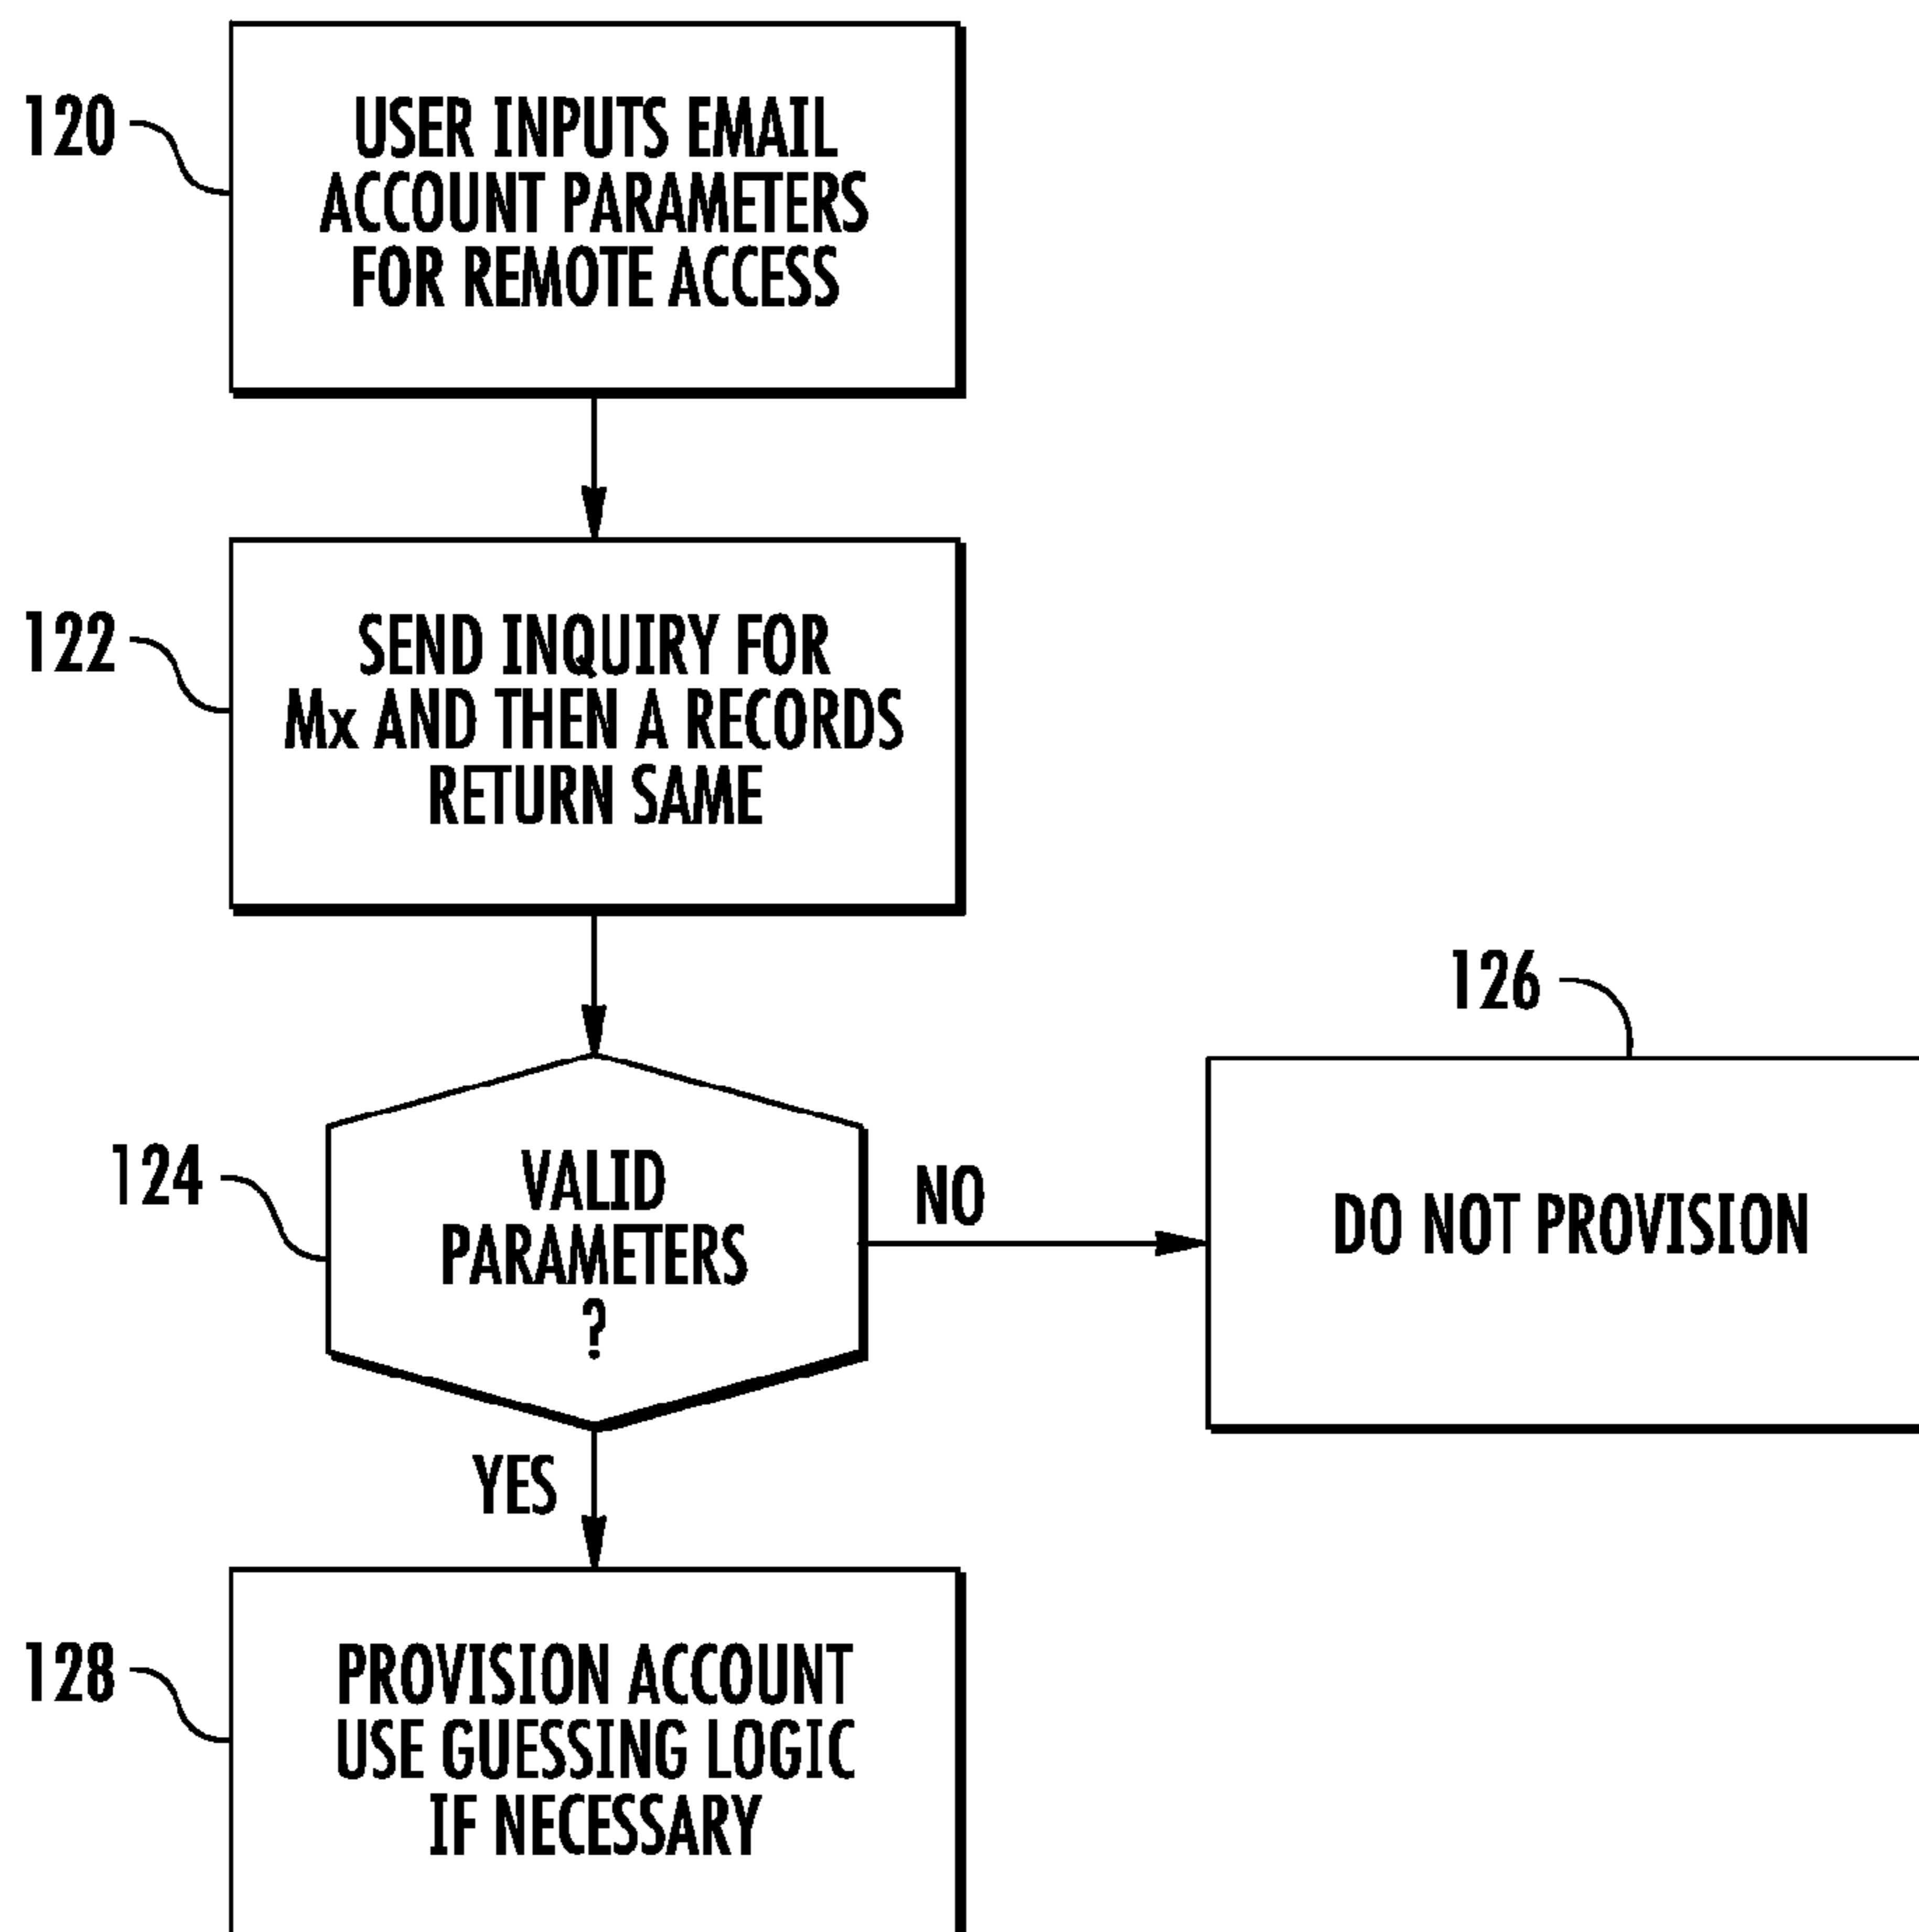 120
USER INPUTS EMAIL
ACCOUNT PARAMETERS
FOR REMOTE ACCESS
122
SEND INQUIRY FOR
Mx AND THEN A RECORDS
RETURN SAME
126
124
VALID
PARAMETERS
?
NO
DO NOT PROVISION
YES
128
PROVISION ACCOUNT
USE GUESSING LOGIC
IF NECESSARY